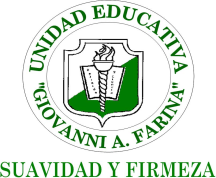 UNIDAD EDUCATIVA
"GIOVANNI A. FARINA"
SUAVIDAD Y FIRMEZA